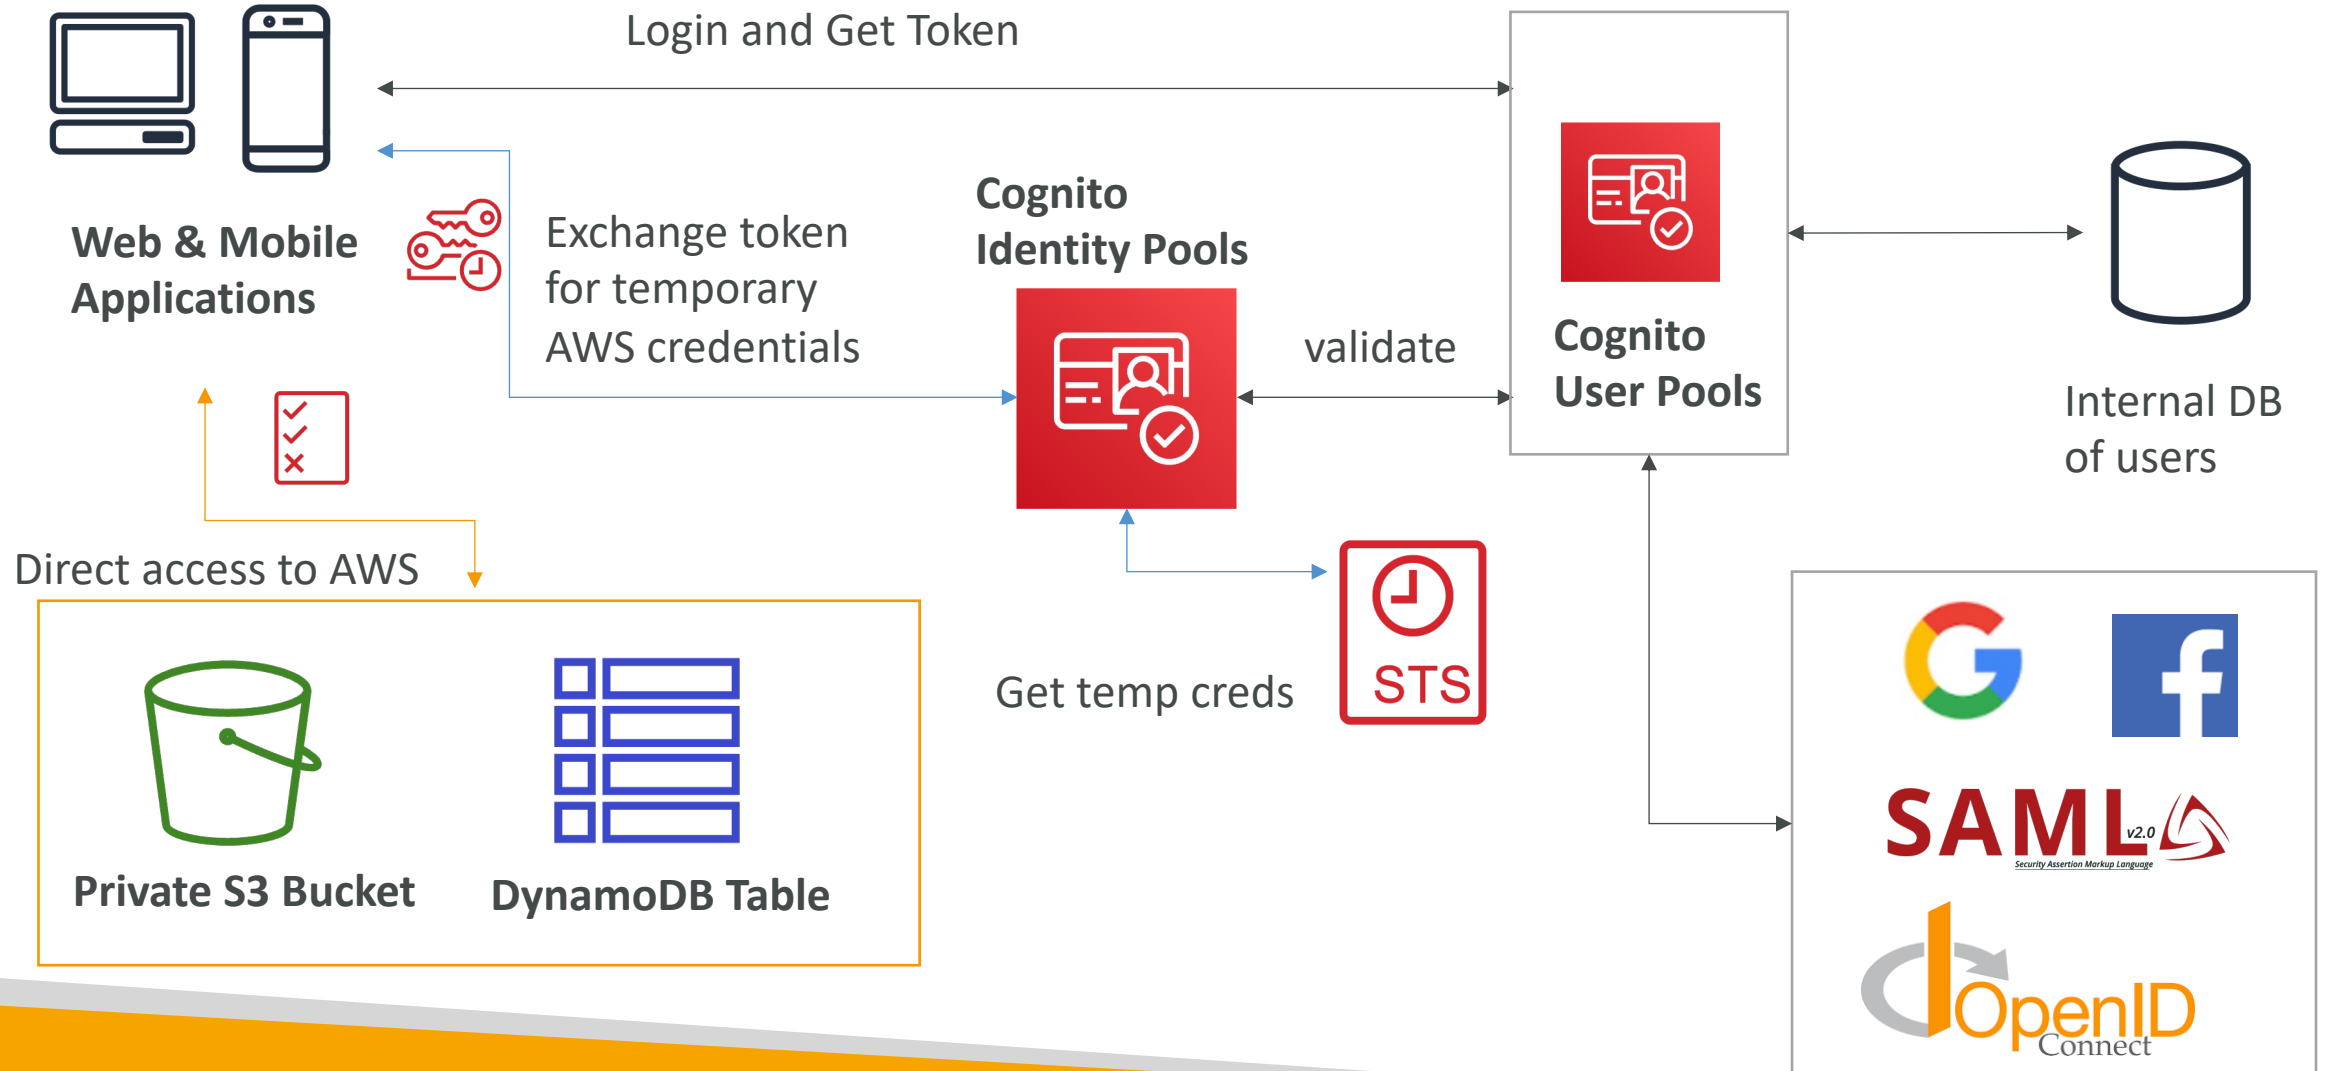 Login and Get Token
Web & Mobile
Applications
Exchange token
for temporary
AWS credentials
Cognito
Identity Pools
validate
Cognito
User Pools
Internal DB
of users
Direct access to AWS
Private S3 Bucket
DynamoDB Table
Get temp creds
STS
G
f
SAML v2.0
Security Assertion Markup Language
OpenID
Connect